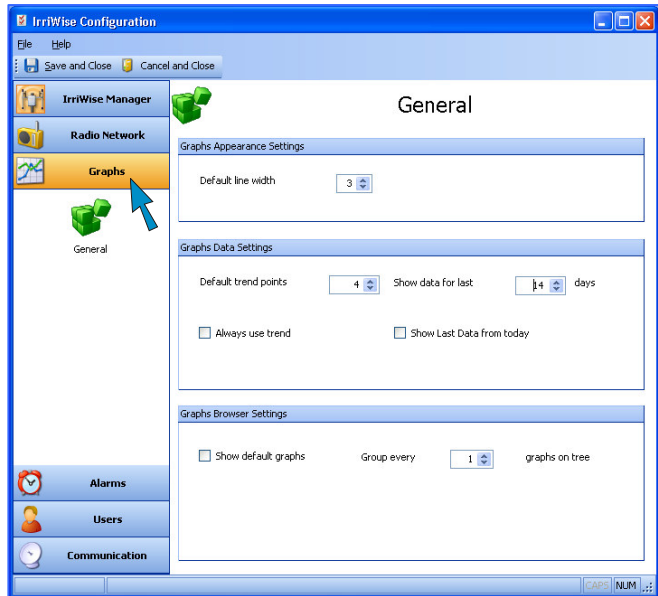 IrriWise Configuration
File Help
Save and Close Cancel and Close
IrriWise Manager
Radio Network
Graphs
General
Alarms
Users
Communication
General
Graphs Appearance Settings
Default line width 3
Graphs Data Settings
Default trend points 4 Show data for last 14 days
Always use trend Show Last Data from today
Graphs Browser Settings
Show default graphs Group every 1 graphs on tree
CAPS NUM